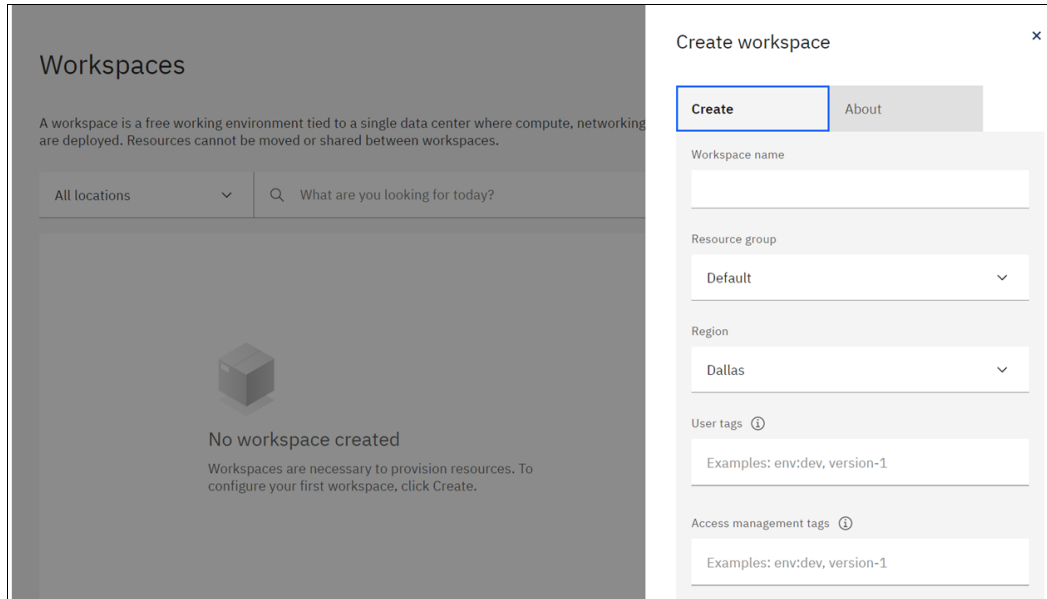 Workspaces
A workspace is a free working environment tied to a single data center where compute, networking
are deployed. Resources cannot be moved or shared between workspaces.
All locations
What are you looking for today?
No workspace created
Workspaces are necessary to provision resources. To
configure your first workspace, click Create.
Create workspace
Create
About
Workspace name
Resource group
Default
Region
Dallas
User tags
Examples: env:dev, version-1
Access management tags
Examples: env:dev, version-1